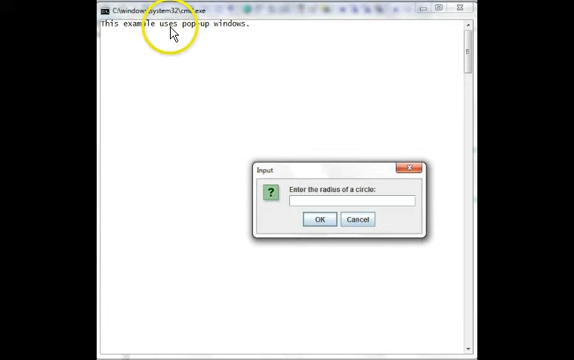 C:\windows\system32\cmd.exe
This example uses pop-up windows.
Input
Enter the radius of a circle:
?
OK
Cancel